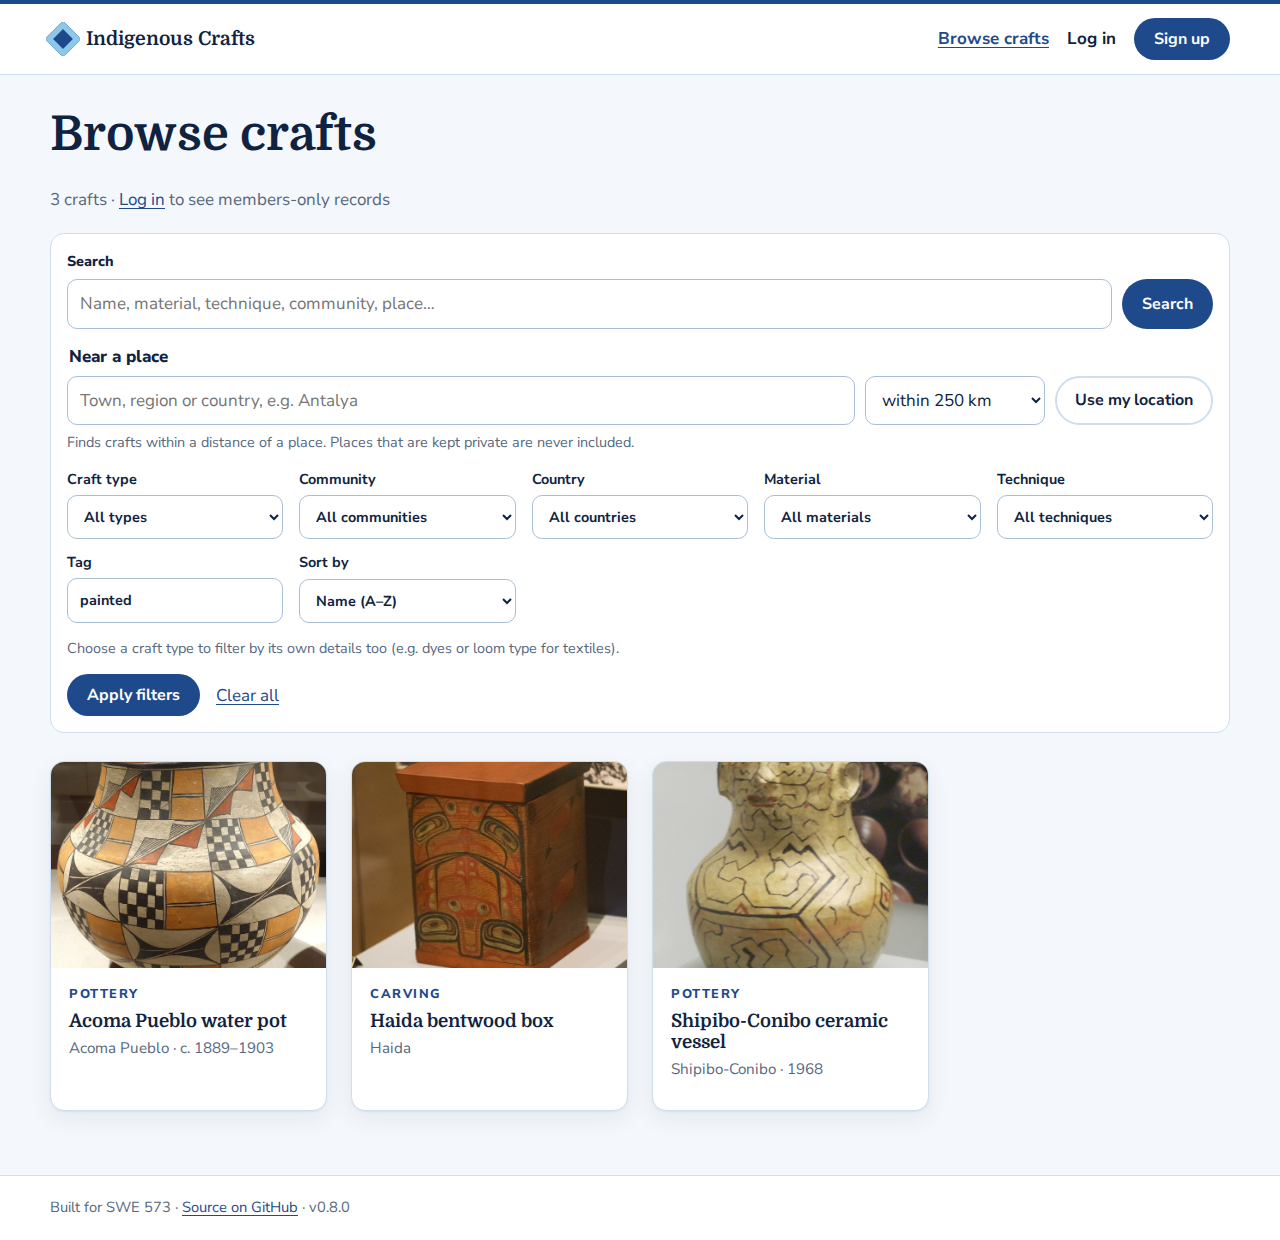 Indigenous Crafts
Browse crafts
Log in
Sign up
Browse crafts
3 crafts · Log in to see members-only records
Search
Name, material, technique, community, place...
Search
Near a place
Town, region or country, e.g. Antalya
within 250 km
Use my location
Finds crafts within a distance of a place. Places that are kept private are never included.
Craft type
Community
Country
Material
Technique
All types
All communities
All countries
All materials
All techniques
Tag
Sort by
painted
Name (A–Z)
Choose a craft type to filter by its own details too (e.g. dyes or loom type for textiles).
Apply filters
Clear all
POTTERY
Acoma Pueblo water pot
Acoma Pueblo · c. 1889–1903
CARVING
Haida bentwood box
Haida
POTTERY
Shipibo-Conibo ceramic
vessel
Shipibo-Conibo · 1968
Built for SWE 573 · Source on GitHub · v0.8.0